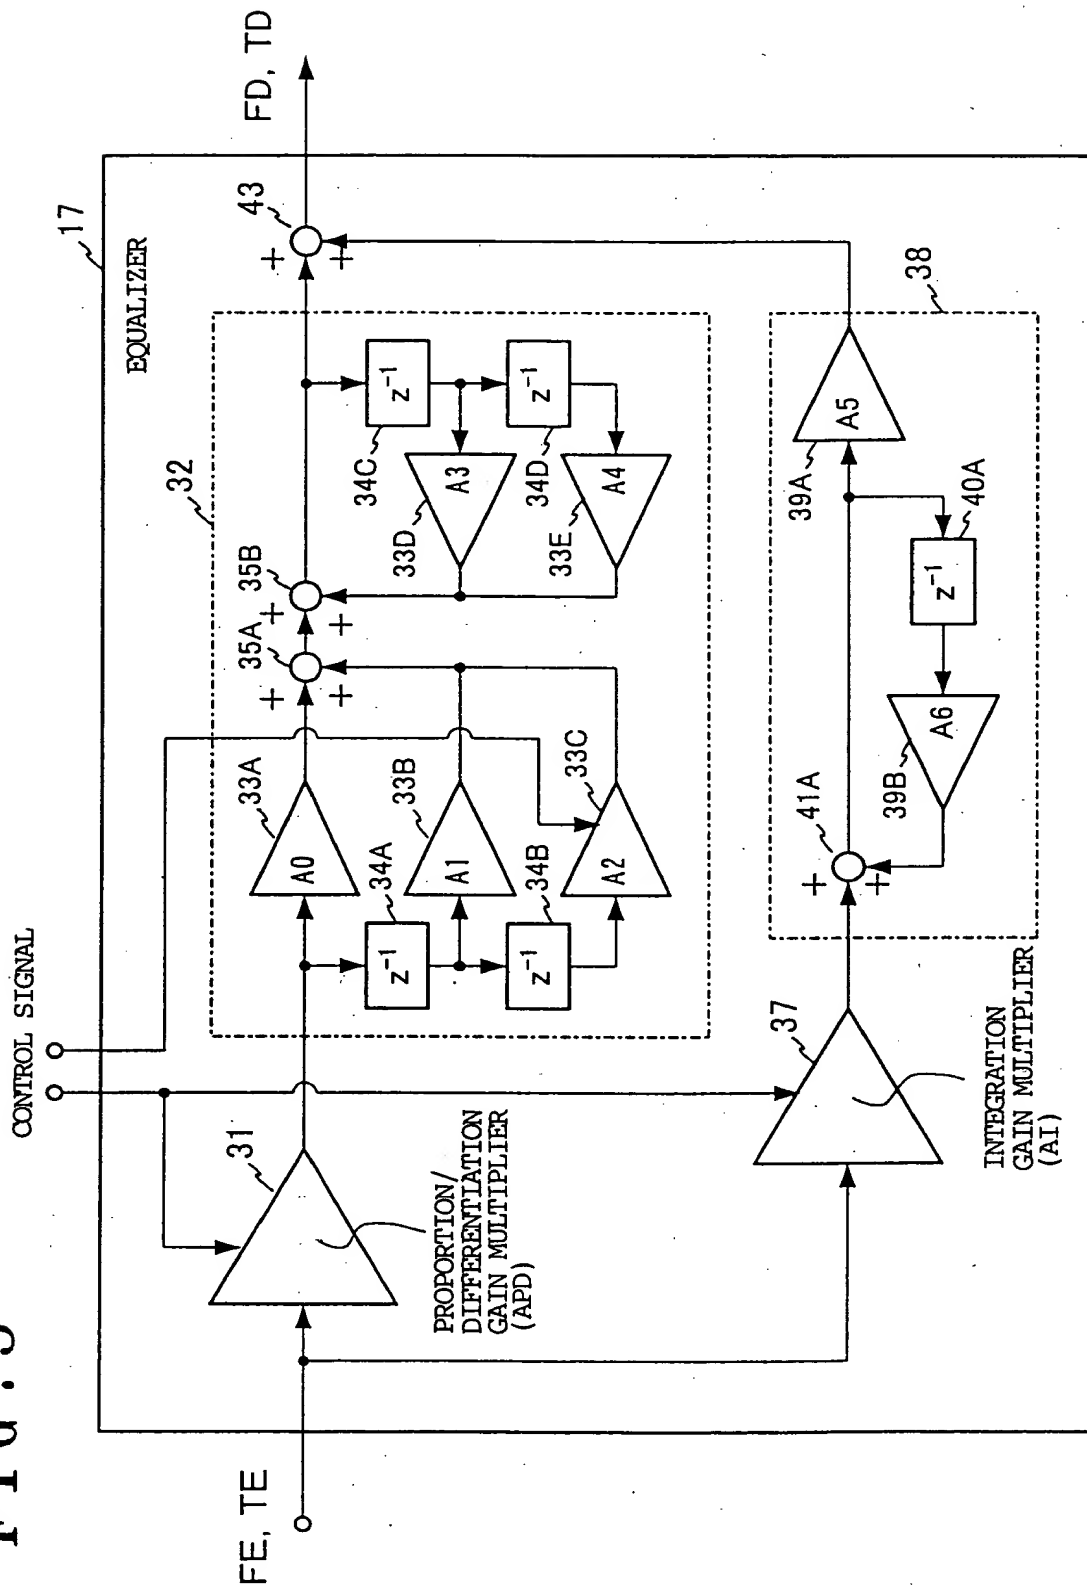 FIG. 5
CONTROL SIGNAL
17
EQUALIZER
FE, TE
31
PROPORTION/
DIFFERENTIATION
GAIN MULTIPLIER
(APD)
32
33A
A0
34A
z⁻¹
33B
A1
34B
z⁻¹
33C
A2
35A
+
+
35B
+
+
34C
z⁻¹
33D
A3
34D
z⁻¹
33E
A4
43
+
+
FD, TD
37
INTEGRATION
GAIN MULTIPLIER
(AI)
38
41A
+
+
39A
A5
40A
z⁻¹
39B
A6